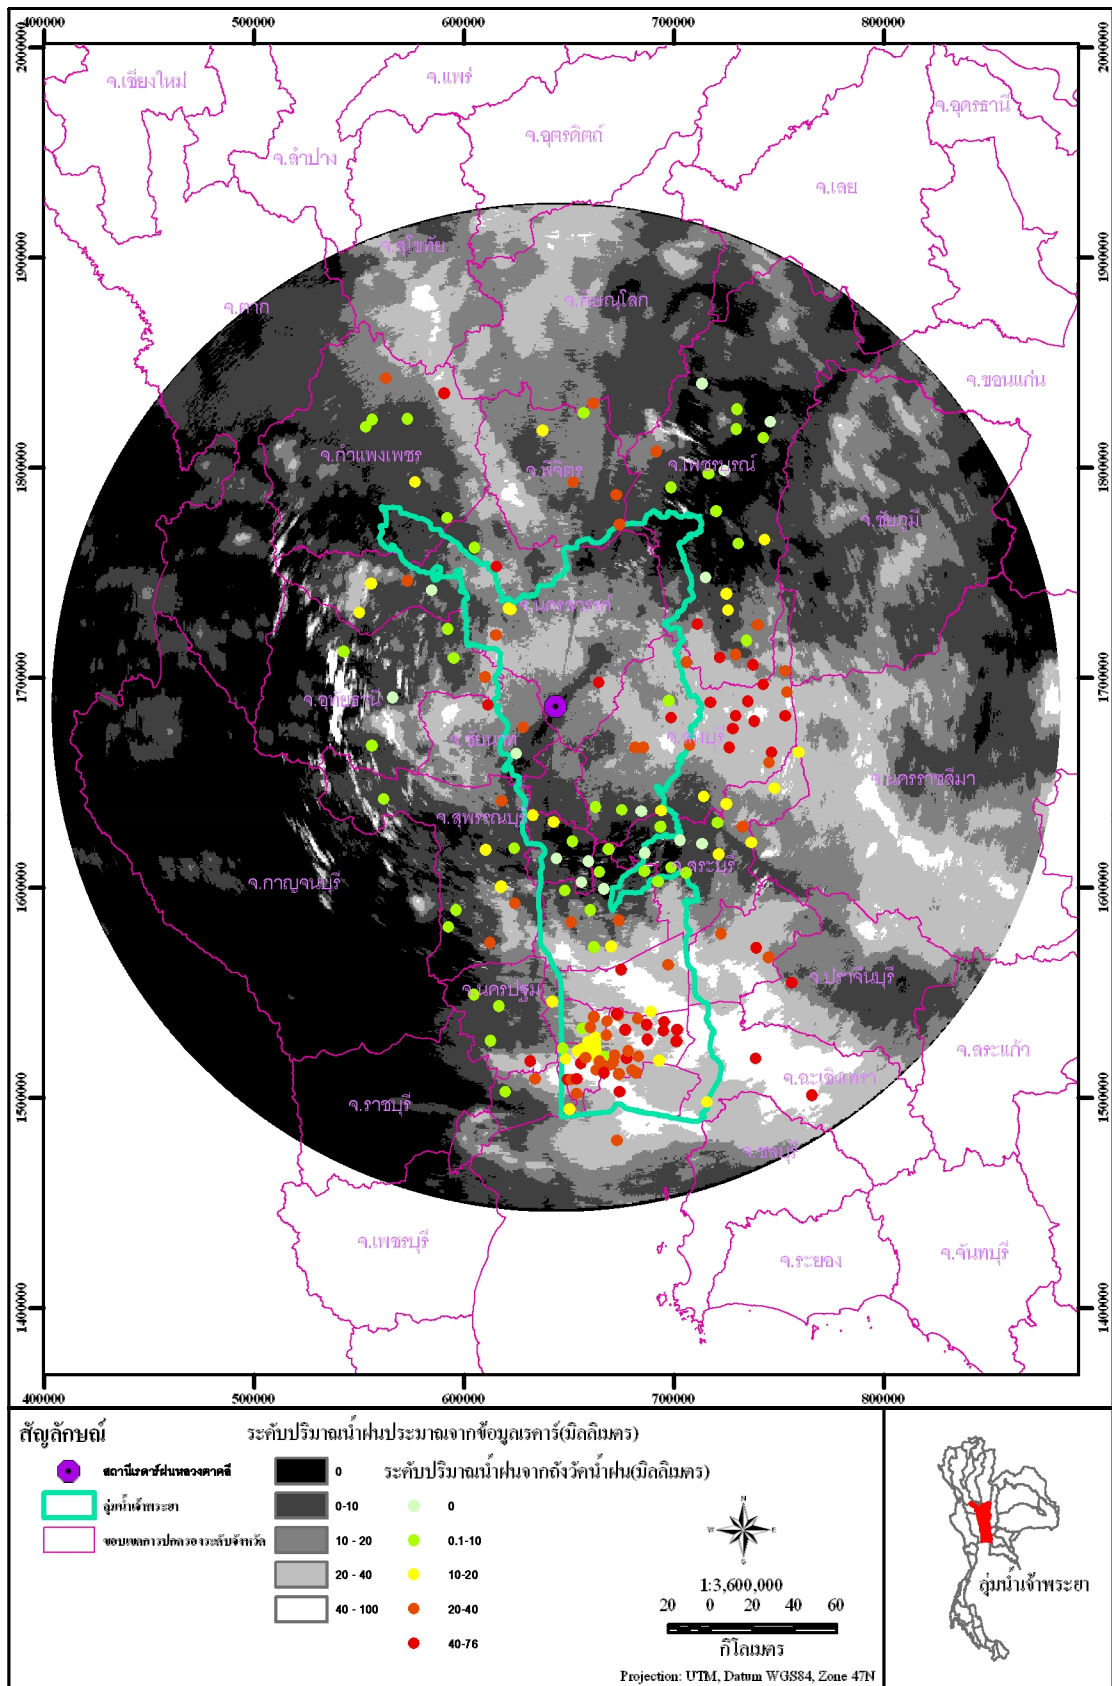 400000 500000 600000 700000 800000
2000000 2000000
จ.เชียงใหม่
จ.แพร่
จ.อุดรธานี
จ.อุตรดิตถ์
จ.ลำปาง
จ.เลย
1900000 1900000
จ.สุโขทัย
จ.พิษณุโลก
จ.ตาก
จ.ขอนแก่น
1800000 1800000
จ.กำแพงเพชร
จ.พิจิตร
จ.เพชรบูรณ์
จ.ชัยภูมิ
จ.นครสวรรค์
1700000 1700000
จ.อุทัยธานี
จ.ชัยนาท
จ.ลพบุรี
จ.นครราชสีมา
จ.สุพรรณบุรี
จ.สระบุรี
1600000 1600000
จ.กาญจนบุรี
จ.นครปฐม
จ.ปราจีนบุรี
จ.สระแก้ว
จ.ฉะเชิงเทรา
1500000 1500000
จ.ราชบุรี
จ.ชลบุรี
จ.เพชรบุรี
จ.ระยอง
จ.จันทบุรี
1400000 1400000
400000 500000 600000 700000 800000
สัญลักษณ์
สถานีเรดาร์ฝนหลวงตาคลี
ลุ่มน้ำเจ้าพระยา
ขอบเขตการปกครองระดับจังหวัด
ระดับปริมาณน้ำฝนประมาณจากข้อมูลเรดาร์(มิลลิเมตร)
0
0-10
10 - 20
20 - 40
40 - 100
ระดับปริมาณน้ำฝนจากถังวัดน้ำฝน(มิลลิเมตร)
0
0.1-10
10-20
20-40
40-76
N
W E
S
1:3,600,000
20 0 20 40 60
กิโลเมตร
Projection: UTM, Datum WGS84, Zone 47N
ลุ่มน้ำเจ้าพระยา